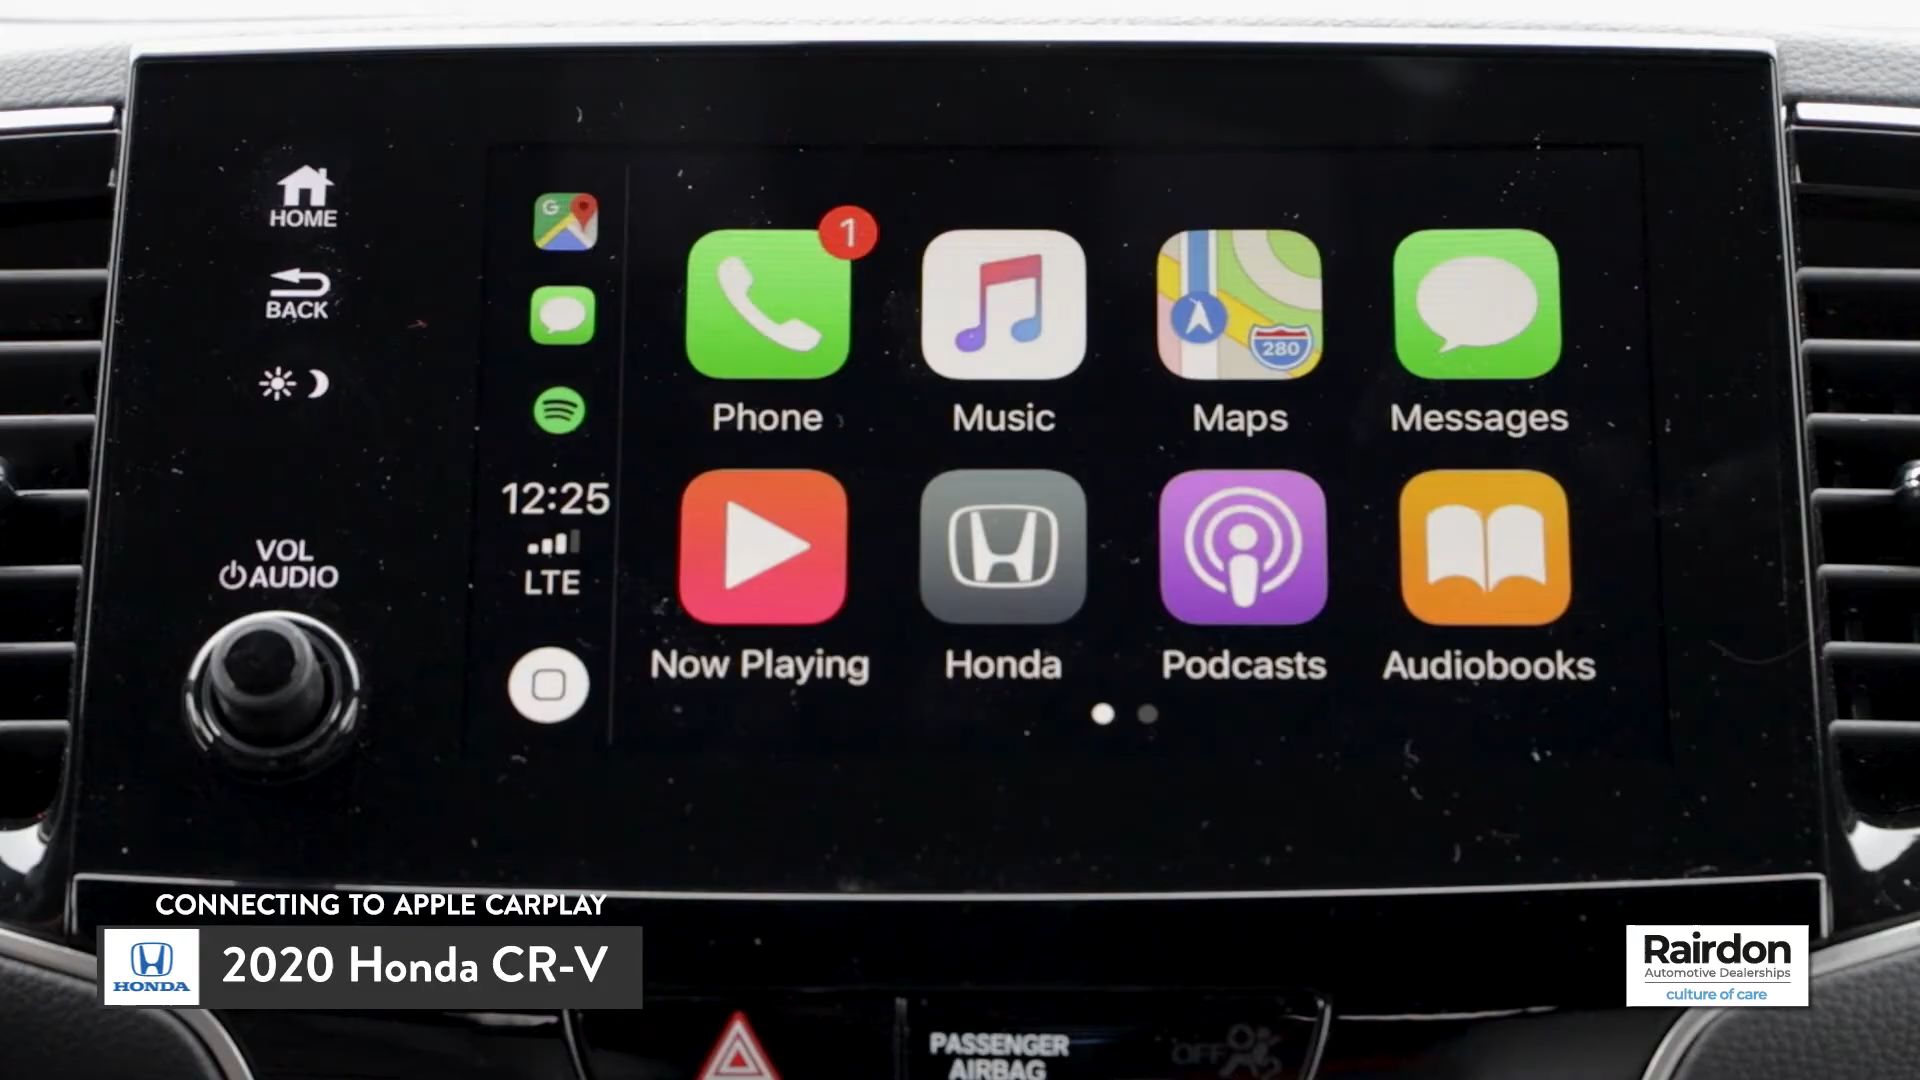 HOME
BACK
VOL
AUDIO
G
12:25
LTE
1
280
Phone
Music
Maps
Messages
Now Playing
Honda
Podcasts
Audiobooks
CONNECTING TO APPLE CARPLAY
HONDA
2020 Honda CR-V
Rairdon
Automotive Dealerships
culture of care
PASSENGER
AIRBAG
OFF